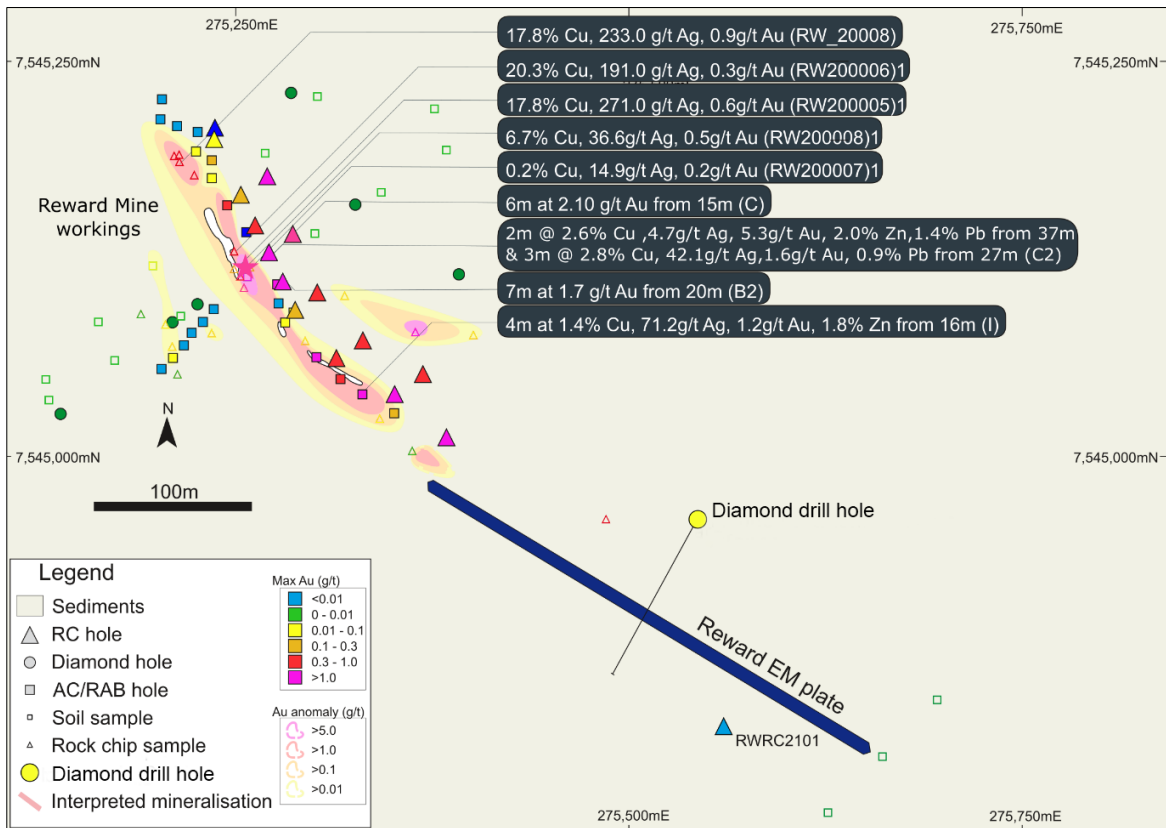 275,250mE
275,750mE
7,545,250mN
7,545,250mN
17.8% Cu, 233.0 g/t Ag, 0.9g/t Au (RW_20008)
20.3% Cu, 191.0 g/t Ag, 0.3g/t Au (RW200006)1
17.8% Cu, 271.0 g/t Ag, 0.6g/t Au (RW200005)1
6.7% Cu, 36.6g/t Ag, 0.5g/t Au (RW200008)1
0.2% Cu, 14.9g/t Ag, 0.2g/t Au (RW200007)1
6m at 2.10 g/t Au from 15m (C)
2m @ 2.6% Cu ,4.7g/t Ag, 5.3g/t Au, 2.0% Zn,1.4% Pb from 37m
& 3m @ 2.8% Cu, 42.1g/t Ag,1.6g/t Au, 0.9% Pb from 27m (C2)
7m at 1.7 g/t Au from 20m (B2)
4m at 1.4% Cu, 71.2g/t Ag, 1.2g/t Au, 1.8% Zn from 16m (I)
Reward Mine
workings
N
7,545,000mN
7,545,000mN
100m
Diamond drill hole
Reward EM plate
RWRC2101
Legend
Sediments
RC hole
Diamond hole
AC/RAB hole
Soil sample
Rock chip sample
Diamond drill hole
Interpreted mineralisation
Max Au (g/t)
<0.01
0 - 0.01
0.01 - 0.1
0.1 - 0.3
0.3 - 1.0
>1.0
Au anomaly (g/t)
>5.0
>1.0
>0.1
>0.01
275,500mE
275,750mE